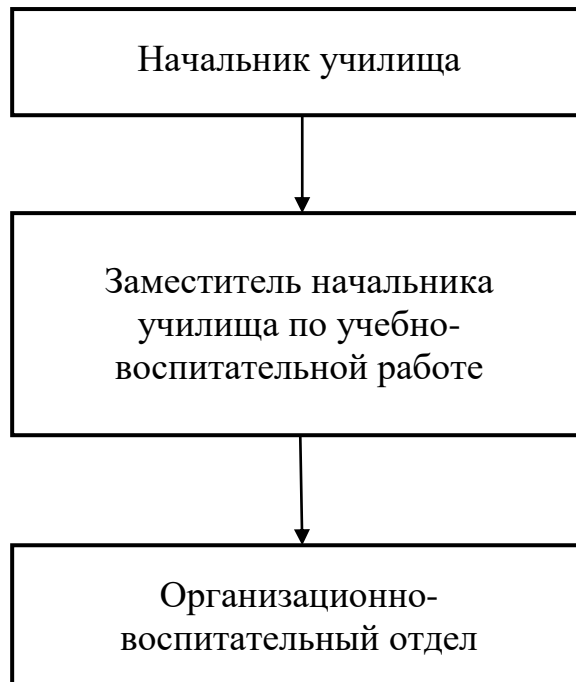 Начальник училища
Заместитель начальника
училища по учебно-
воспитательной работе
Организационно-
воспитательный отдел